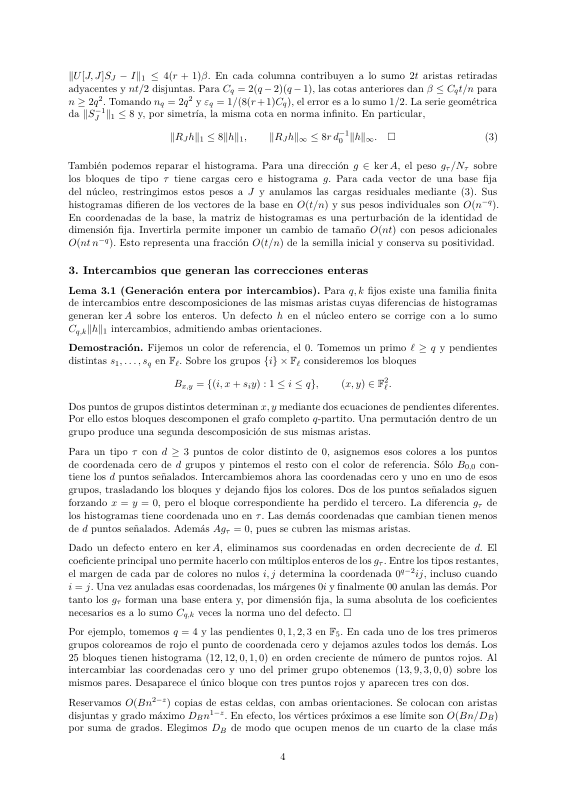 ‖U[J, J]S_J − I‖₁ ≤ 4(r + 1)β. En cada columna contribuyen a lo sumo 2t aristas retiradas
adyacentes y nt/2 disjuntas. Para C_q = 2(q − 2)(q − 1), las cotas anteriores dan β ≤ C_q t/n para
n ≥ 2q². Tomando n_q = 2q² y ε_q = 1/(8(r+1)C_q), el error es a lo sumo 1/2. La serie geométrica
da ‖S_J⁻¹‖₁ ≤ 8 y, por simetría, la misma cota en norma infinito. En particular,
‖R_J h‖₁ ≤ 8‖h‖₁, ‖R_J h‖_∞ ≤ 8r d₀⁻¹‖h‖_∞. □ (3)
También podemos reparar el histograma. Para una dirección g ∈ ker A, el peso g_τ/N_τ sobre
los bloques de tipo τ tiene cargas cero e histograma g. Para cada vector de una base fija
del núcleo, restringimos estos pesos a J y anulamos las cargas residuales mediante (3). Sus
histogramas difieren de los vectores de la base en O(t/n) y sus pesos individuales son O(n^{−q}).
En coordenadas de la base, la matriz de histogramas es una perturbación de la identidad de
dimensión fija. Invertirla permite imponer un cambio de tamaño O(nt) con pesos adicionales
O(nt n^{−q}). Esto representa una fracción O(t/n) de la semilla inicial y conserva su positividad.
3. Intercambios que generan las correcciones enteras
Lema 3.1 (Generación entera por intercambios). Para q, k fijos existe una familia finita
de intercambios entre descomposiciones de las mismas aristas cuyas diferencias de histogramas
generan ker A sobre los enteros. Un defecto h en el núcleo entero se corrige con a lo sumo
C_{q,k}‖h‖₁ intercambios, admitiendo ambas orientaciones.
Demostración. Fijemos un color de referencia, el 0. Tomemos un primo ℓ ≥ q y pendientes
distintas s₁, . . . , s_q en 𝔽_ℓ. Sobre los grupos {i} × 𝔽_ℓ consideremos los bloques
B_{x,y} = {(i, x + s_i y) : 1 ≤ i ≤ q}, (x, y) ∈ 𝔽_ℓ².
Dos puntos de grupos distintos determinan x, y mediante dos ecuaciones de pendientes diferentes.
Por ello estos bloques descomponen el grafo completo q-partito. Una permutación dentro de un
grupo produce una segunda descomposición de sus mismas aristas.
Para un tipo τ con d ≥ 3 puntos de color distinto de 0, asignemos esos colores a los puntos
de coordenada cero de d grupos y pintemos el resto con el color de referencia. Sólo B_{0,0} con-
tiene los d puntos señalados. Intercambiemos ahora las coordenadas cero y uno en uno de esos
grupos, trasladando los bloques y dejando fijos los colores. Dos de los puntos señalados siguen
forzando x = y = 0, pero el bloque correspondiente ha perdido el tercero. La diferencia g_τ de
los histogramas tiene coordenada uno en τ. Las demás coordenadas que cambian tienen menos
de d puntos señalados. Además Ag_τ = 0, pues se cubren las mismas aristas.
Dado un defecto entero en ker A, eliminamos sus coordenadas en orden decreciente de d. El
coeficiente principal uno permite hacerlo con múltiplos enteros de los g_τ. Entre los tipos restantes,
el margen de cada par de colores no nulos i, j determina la coordenada 0^{q−2}ij, incluso cuando
i = j. Una vez anuladas esas coordenadas, los márgenes 0i y finalmente 00 anulan las demás. Por
tanto los g_τ forman una base entera y, por dimensión fija, la suma absoluta de los coeficientes
necesarios es a lo sumo C_{q,k} veces la norma uno del defecto. □
Por ejemplo, tomemos q = 4 y las pendientes 0, 1, 2, 3 en 𝔽₅. En cada uno de los tres primeros
grupos coloreamos de rojo el punto de coordenada cero y dejamos azules todos los demás. Los
25 bloques tienen histograma (12, 12, 0, 1, 0) en orden creciente de número de puntos rojos. Al
intercambiar las coordenadas cero y uno del primer grupo obtenemos (13, 9, 3, 0, 0) sobre los
mismos pares. Desaparece el único bloque con tres puntos rojos y aparecen tres con dos.
Reservamos O(Bn^{2−z}) copias de estas celdas, con ambas orientaciones. Se colocan con aristas
disjuntas y grado máximo D_B n^{1−z}. En efecto, los vértices próximos a ese límite son O(Bn/D_B)
por suma de grados. Elegimos D_B de modo que ocupen menos de un cuarto de la clase más
4